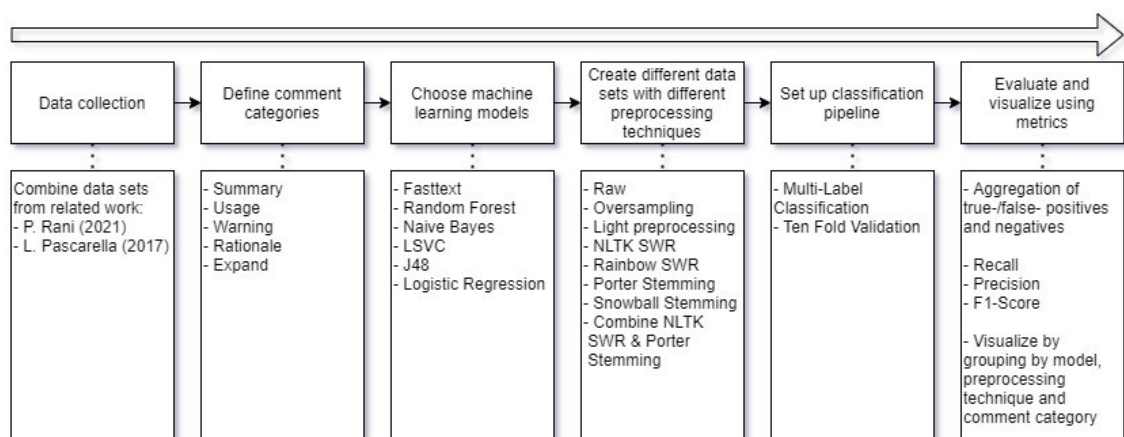 Data collection
Define comment
categories
Choose machine
learning models
Create different data
sets with different
preprocessing
techniques
Set up classification
pipeline
Evaluate and
visualize using
metrics
Combine data sets
from related work:
- P. Rani (2021)
- L. Pascarella (2017)
- Summary
- Usage
- Warning
- Rationale
- Expand
- Fasttext
- Random Forest
- Naive Bayes
- LSVC
- J48
- Logistic Regression
- Raw
- Oversampling
- Light preprocessing
- NLTK SWR
- Rainbow SWR
- Porter Stemming
- Snowball Stemming
- Combine NLTK
SWR & Porter
Stemming
- Multi-Label
Classification
- Ten Fold Validation
- Aggregation of
true-/false- positives
and negatives
- Recall
- Precision
- F1-Score
- Visualize by
grouping by model,
preprocessing
technique and
comment category